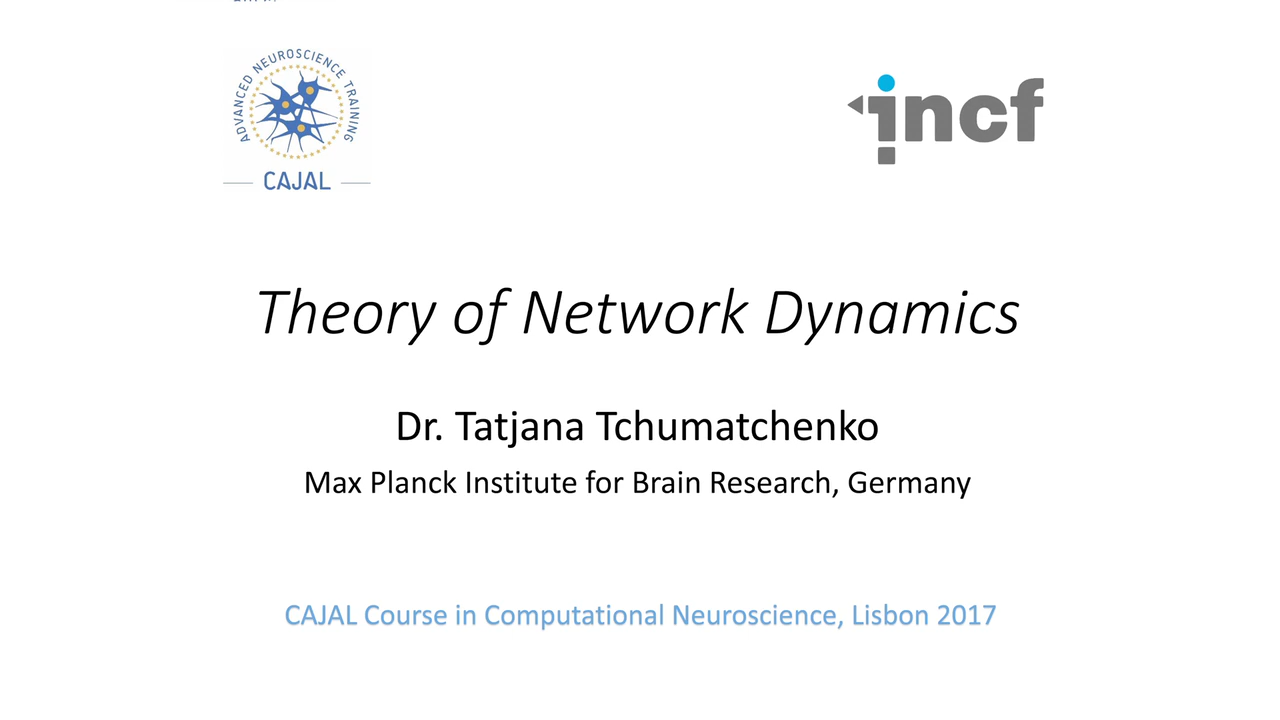 ADVANCED NEUROSCIENCE TRAINING
CAJAL
incf
Theory of Network Dynamics
Dr. Tatjana Tchumatchenko
Max Planck Institute for Brain Research, Germany
CAJAL Course in Computational Neuroscience, Lisbon 2017